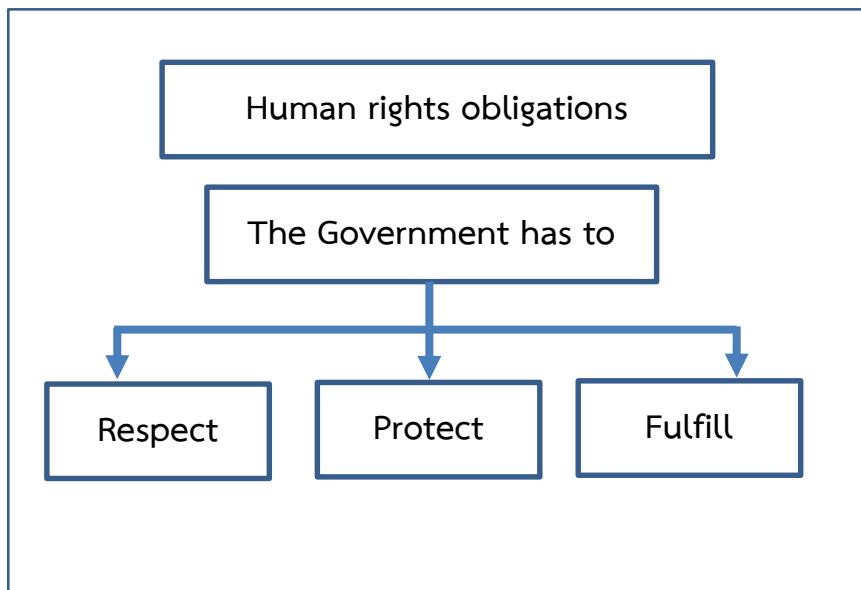 Human rights obligations
The Government has to
Respect
Protect
Fulfill